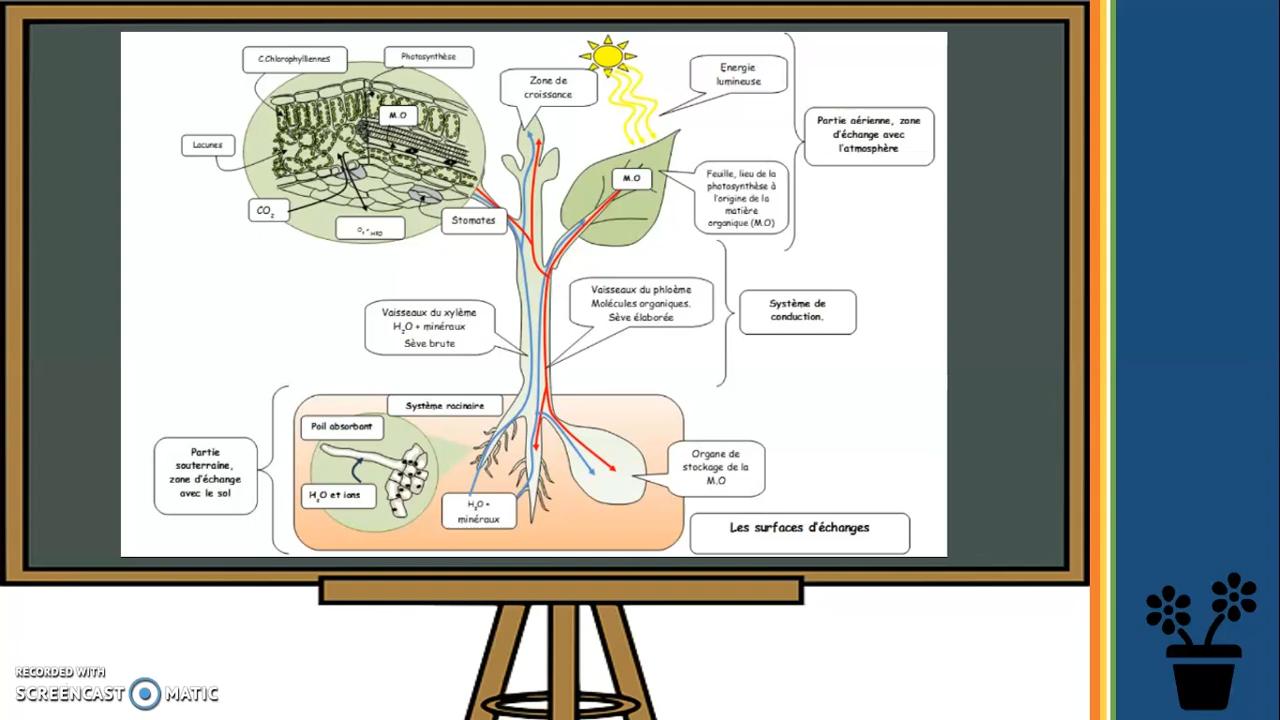 C.Chlorophylliennes
Photosynthèse
M.O
Lacunes
CO2
Stomates
Zone de
croissance
Energie
lumineuse
Partie aérienne, zone
d'échange avec
l'atmosphère
M.O
Feuille, lieu de la
photosynthèse à
l'origine de la
matière
organique (M.O)
Vaisseaux du xylème
H2O + minéraux
Sève brute
Vaisseaux du phloème
Molécules organiques.
Sève élaborée
Système de
conduction.
Système racinaire
Poil absorbant
H2O et ions
Partie
souterraine,
zone d'échange
avec le sol
H2O +
minéraux
Organe de
stockage de la
M.O
Les surfaces d'échanges
RECORDED WITH
SCREENCAST MATIC